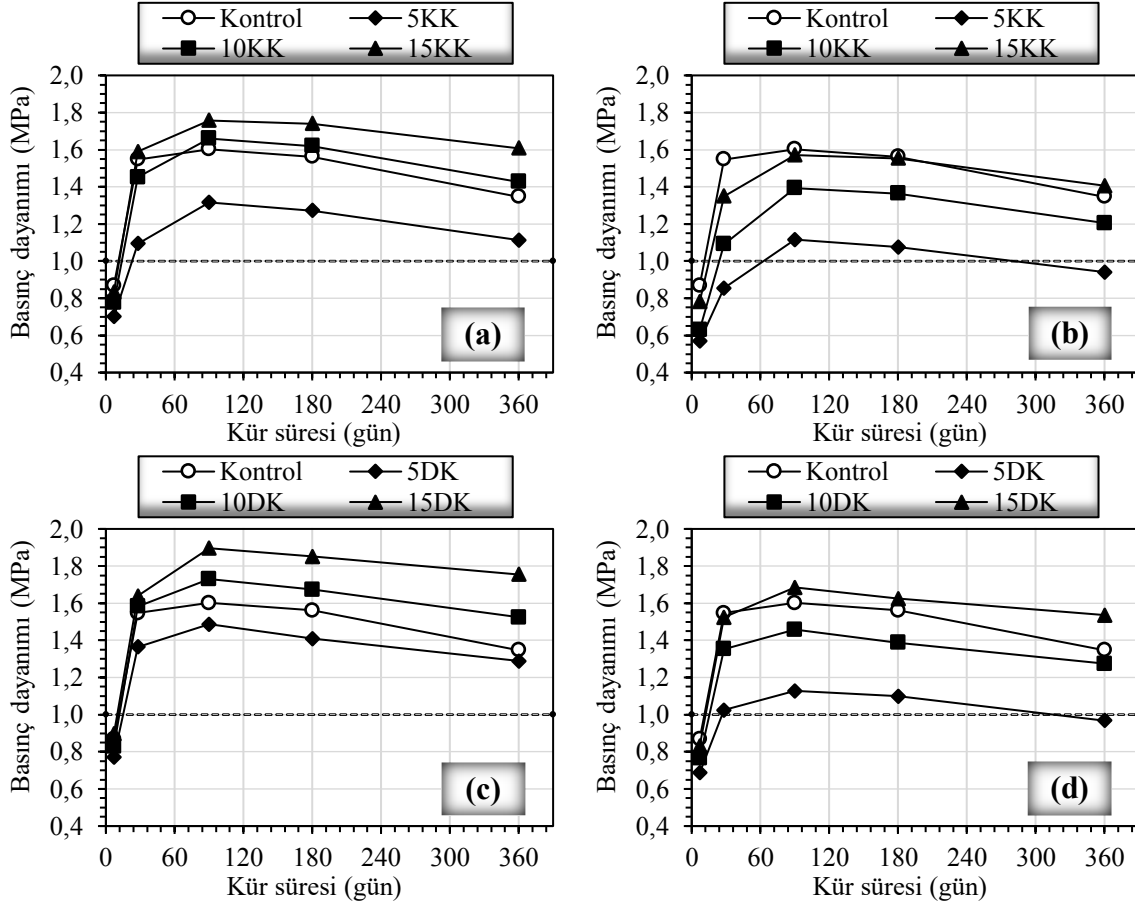 Kontrol 5KK
10KK 15KK
Basınç dayanımı (MPa)
2,0
1,8
1,6
1,4
1,2
1,0
0,8
0,6
0,4
(a)
0 60 120 180 240 300 360
Kür süresi (gün)
Kontrol 5KK
10KK 15KK
Basınç dayanımı (MPa)
2,0
1,8
1,6
1,4
1,2
1,0
0,8
0,6
0,4
(b)
0 60 120 180 240 300 360
Kür süresi (gün)
Kontrol 5DK
10DK 15DK
Basınç dayanımı (MPa)
2,0
1,8
1,6
1,4
1,2
1,0
0,8
0,6
0,4
(c)
0 60 120 180 240 300 360
Kür süresi (gün)
Kontrol 5DK
10DK 15DK
Basınç dayanımı (MPa)
2,0
1,8
1,6
1,4
1,2
1,0
0,8
0,6
0,4
(d)
0 60 120 180 240 300 360
Kür süresi (gün)